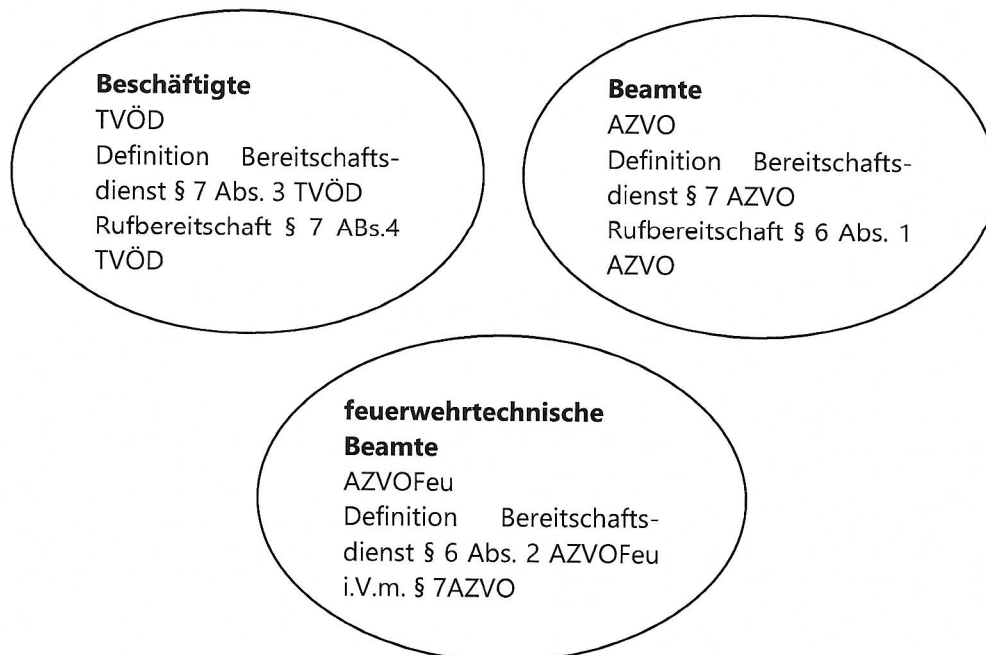 Beschäftigte
TVÖD
Definition Bereitschafts-
dienst § 7 Abs. 3 TVÖD
Rufbereitschaft § 7 ABs.4
TVÖD
Beamte
AZVO
Definition Bereitschafts-
dienst § 7 AZVO
Rufbereitschaft § 6 Abs. 1
AZVO
feuerwehrtechnische
Beamte
AZVOFeu
Definition Bereitschafts-
dienst § 6 Abs. 2 AZVOFeu
i.V.m. § 7AZVO